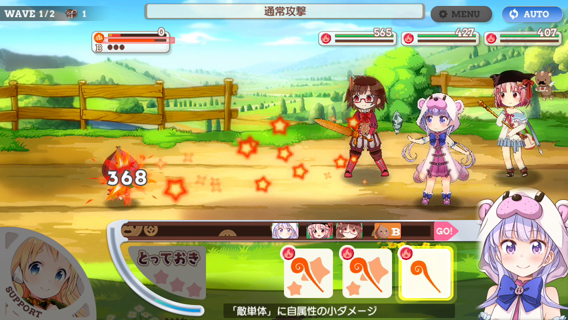 WAVE 1/2 1
通常攻撃
MENU
AUTO
B 0
565
427
407
368
B GO!
とっておき
SUPPORT
「敵単体」に自属性の小ダメージ